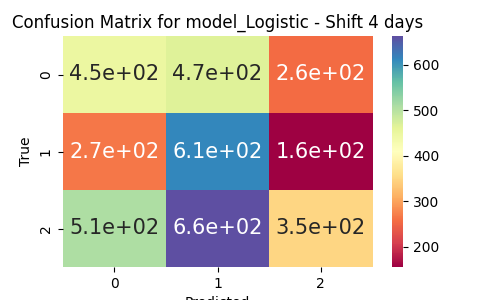 Confusion Matrix for model_Logistic - Shift 4 days
0 4.5e+02 4.7e+02 2.6e+02
1 2.7e+02 6.1e+02 1.6e+02
2 5.1e+02 6.6e+02 3.5e+02
0 1 2
Predicted
True
600
500
400
300
200